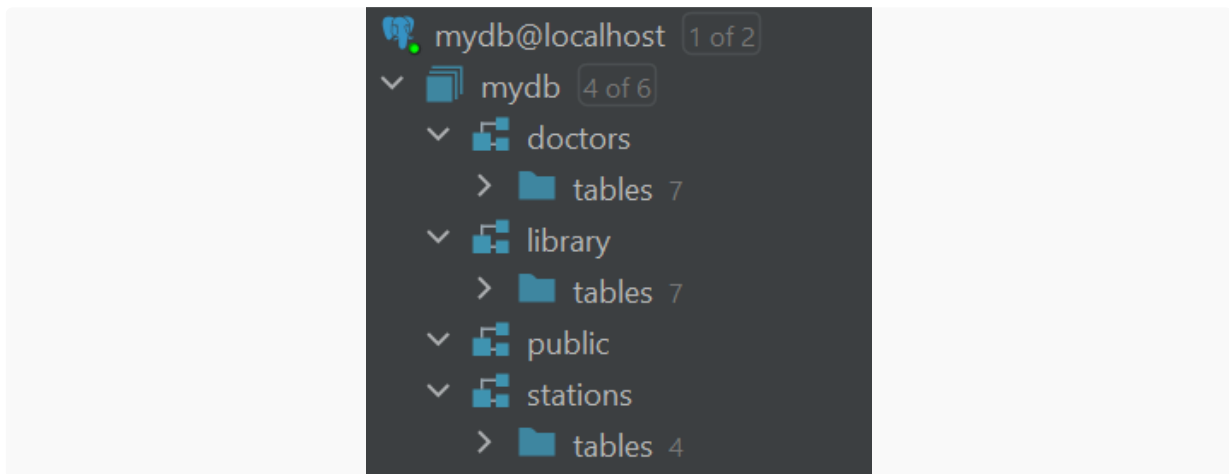 mydb@localhost 1 of 2
mydb 4 of 6
doctors
tables 7
library
tables 7
public
stations
tables 4